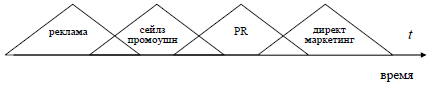 реклама
сейлз
промоушн
PR
директ
маркетинг
t
время